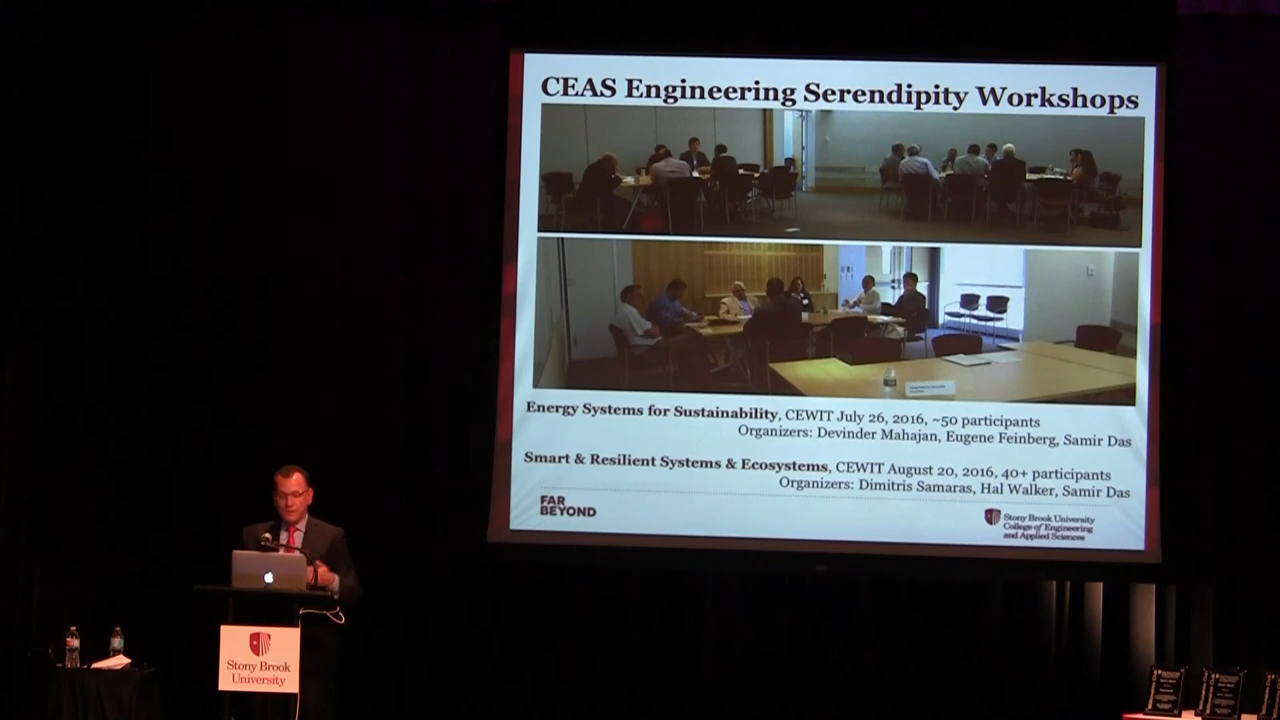 CEAS Engineering Serendipity Workshops
Energy Systems for Sustainability, CEWIT July 26, 2016, ~50 participants
Organizers: Devinder Mahajan, Eugene Feinberg, Samir Das
Smart & Resilient Systems & Ecosystems, CEWIT August 20, 2016, 40+ participants
Organizers: Dimitris Samaras, Hal Walker, Samir Das
FAR
BEYOND
Stony Brook University
College of Engineering
and Applied Sciences
Stony Brook
University